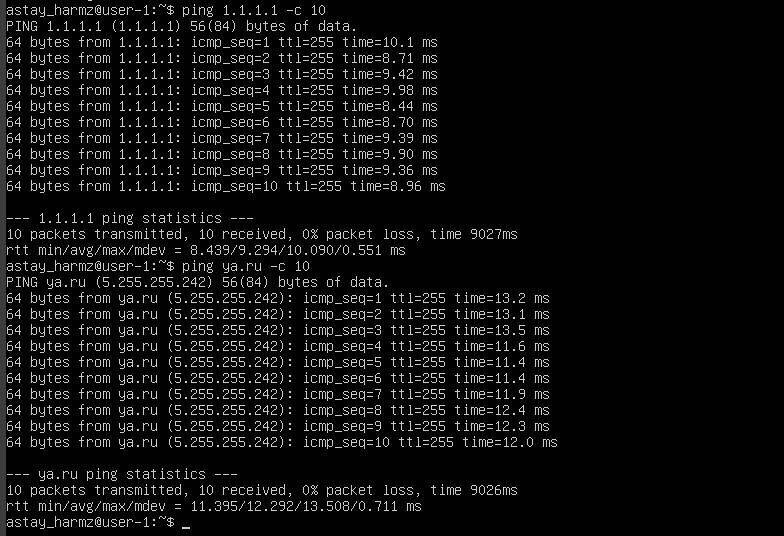 astay_harmz@user-1:~$ ping 1.1.1.1 -c 10
PING 1.1.1.1 (1.1.1.1) 56(84) bytes of data.
64 bytes from 1.1.1.1: icmp_seq=1 ttl=255 time=10.1 ms
64 bytes from 1.1.1.1: icmp_seq=2 ttl=255 time=8.71 ms
64 bytes from 1.1.1.1: icmp_seq=3 ttl=255 time=9.42 ms
64 bytes from 1.1.1.1: icmp_seq=4 ttl=255 time=9.98 ms
64 bytes from 1.1.1.1: icmp_seq=5 ttl=255 time=8.44 ms
64 bytes from 1.1.1.1: icmp_seq=6 ttl=255 time=8.70 ms
64 bytes from 1.1.1.1: icmp_seq=7 ttl=255 time=9.39 ms
64 bytes from 1.1.1.1: icmp_seq=8 ttl=255 time=9.90 ms
64 bytes from 1.1.1.1: icmp_seq=9 ttl=255 time=9.36 ms
64 bytes from 1.1.1.1: icmp_seq=10 ttl=255 time=8.96 ms
--- 1.1.1.1 ping statistics ---
10 packets transmitted, 10 received, 0% packet loss, time 9027ms
rtt min/avg/max/mdev = 8.439/9.294/10.090/0.551 ms
astay_harmz@user-1:~$ ping ya.ru -c 10
PING ya.ru (5.255.255.242) 56(84) bytes of data.
64 bytes from ya.ru (5.255.255.242): icmp_seq=1 ttl=255 time=13.2 ms
64 bytes from ya.ru (5.255.255.242): icmp_seq=2 ttl=255 time=13.1 ms
64 bytes from ya.ru (5.255.255.242): icmp_seq=3 ttl=255 time=13.5 ms
64 bytes from ya.ru (5.255.255.242): icmp_seq=4 ttl=255 time=11.6 ms
64 bytes from ya.ru (5.255.255.242): icmp_seq=5 ttl=255 time=11.4 ms
64 bytes from ya.ru (5.255.255.242): icmp_seq=6 ttl=255 time=11.4 ms
64 bytes from ya.ru (5.255.255.242): icmp_seq=7 ttl=255 time=11.9 ms
64 bytes from ya.ru (5.255.255.242): icmp_seq=8 ttl=255 time=12.4 ms
64 bytes from ya.ru (5.255.255.242): icmp_seq=9 ttl=255 time=12.3 ms
64 bytes from ya.ru (5.255.255.242): icmp_seq=10 ttl=255 time=12.0 ms
--- ya.ru ping statistics ---
10 packets transmitted, 10 received, 0% packet loss, time 9026ms
rtt min/avg/max/mdev = 11.395/12.292/13.508/0.711 ms
astay_harmz@user-1:~$ _